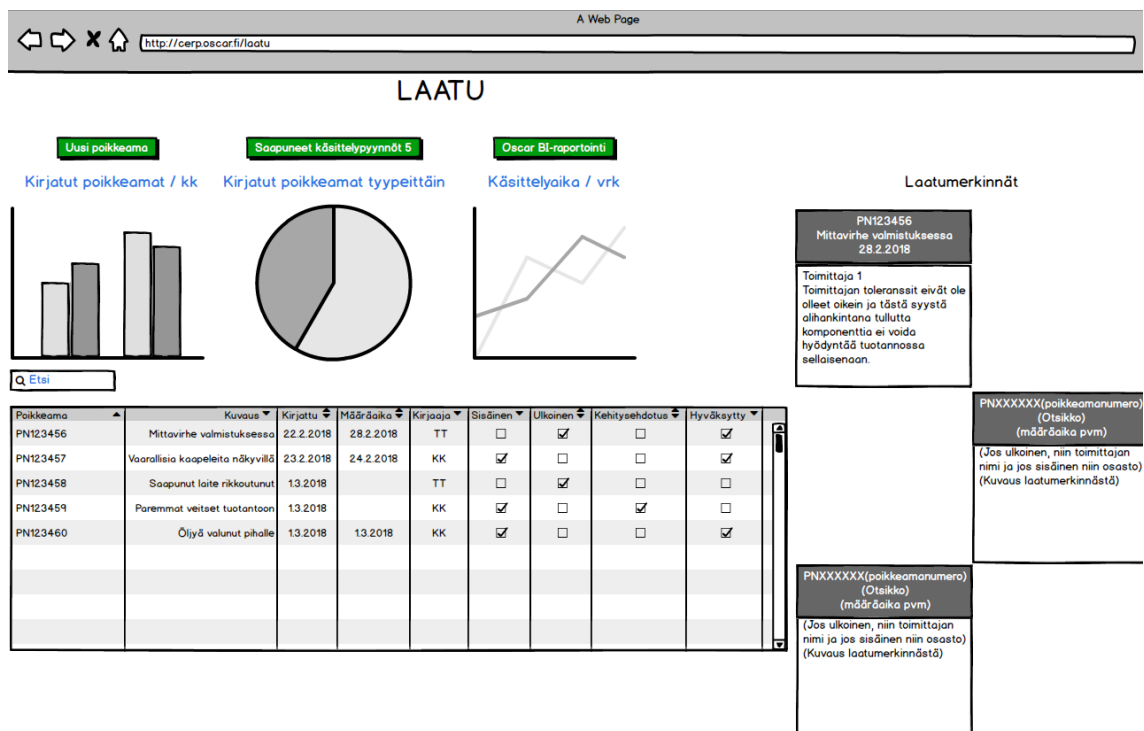 A Web Page
http://cerp.oscar.fi/laatu
LAATU
Uusi poikkeama
Saapuneet käsittelypyynnöt 5
Oscar BI-raportointi
Kirjatut poikkeamat / kk
Kirjatut poikkeamat tyypeittäin
Käsittelyaika / vrk
Laatumerkinnät
PN123456
Mittavirhe valmistuksessa
28.2.2018
Toimittaja 1
Toimittajan toleranssit eivät ole
olleet oikein ja tästä syystä
alihankintana tullutta
komponenttia ei voida
hyödyntää tuotannossa
sellaisenaan.
Etsi
Poikkeama Kuvaus Kirjattu Määräaika Kirjaaja Sisäinen Ulkoinen Kehitysehdotus Hyväksytty
PN123456 Mittavirhe valmistuksessa 22.2.2018 28.2.2018 TT
PN123457 Vaarallisia kaapeleita näkyvillä 23.2.2018 24.2.2018 KK
PN123458 Saapunut laite rikkoutunut 1.3.2018 TT
PN123459 Paremmat veitset tuotantoon 1.3.2018 KK
PN123460 Öljyä valunut pihalle 1.3.2018 1.3.2018 KK
PNXXXXXX(poikkeamanumero)
(Otsikko)
(määräaika pvm)
(Jos ulkoinen, niin toimittajan
nimi ja jos sisäinen niin osasto)
(Kuvaus laatumerkinnästä)
PNXXXXXX(poikkeamanumero)
(Otsikko)
(määräaika pvm)
(Jos ulkoinen, niin toimittajan
nimi ja jos sisäinen niin osasto)
(Kuvaus laatumerkinnästä)